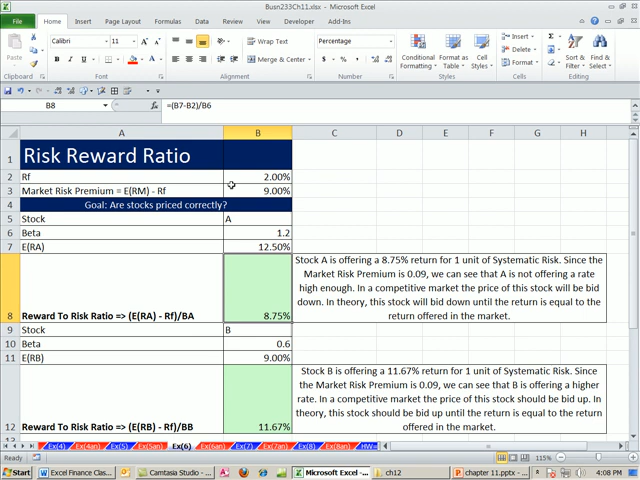 Busn233Ch11.xlsx - Microsoft Excel
File Home Insert Page Layout Formulas Data Review View Developer Add-Ins
Calibri 11 Wrap Text Percentage Insert
Paste Merge & Center Conditional Formatting Format as Table Cell Styles Delete Format Sort & Filter Find & Select
Clipboard Font Alignment Number Styles Cells Editing
B8 =(B7-B2)/B6
A B C D E F G H
1 Risk Reward Ratio
2 Rf 2.00%
3 Market Risk Premium = E(RM) - Rf 9.00%
4 Goal: Are stocks priced correctly?
5 Stock A
6 Beta 1.2
7 E(RA) 12.50%
Stock A is offering a 8.75% return for 1 unit of Systematic Risk. Since the
Market Risk Premium is 0.09, we can see that A is not offering a rate
high enough. In a competitive market the price of this stock will be bid
down. In theory, this stock will bid down until the return is equal to the
return offered in the market.
8 Reward To Risk Ratio => (E(RA) - Rf)/BA 8.75%
9 Stock B
10 Beta 0.6
11 E(RB) 9.00%
Stock B is offering a 11.67% return for 1 unit of Systematic Risk. Since
the Market Risk Premium is 0.09, we can see that B is offering a higher
rate. In a competitive market the price of this stock should be bid up. In
theory, this stock should be bid up until the return is equal to the return
offered in the market.
12 Reward To Risk Ratio => (E(RB) - Rf)/BB 11.67%
Ex(4) Ex(4an) Ex(5) Ex(5an) Ex(6) Ex(6an) Ex(7) Ex(7an) Ex(8) Ex(8an) HW=
Ready 115%
Start Excel Finance Clas... Camtasia Studio - ... Microsoft Excel -... ch12 chapter 11.pptx - ... 4:08 PM